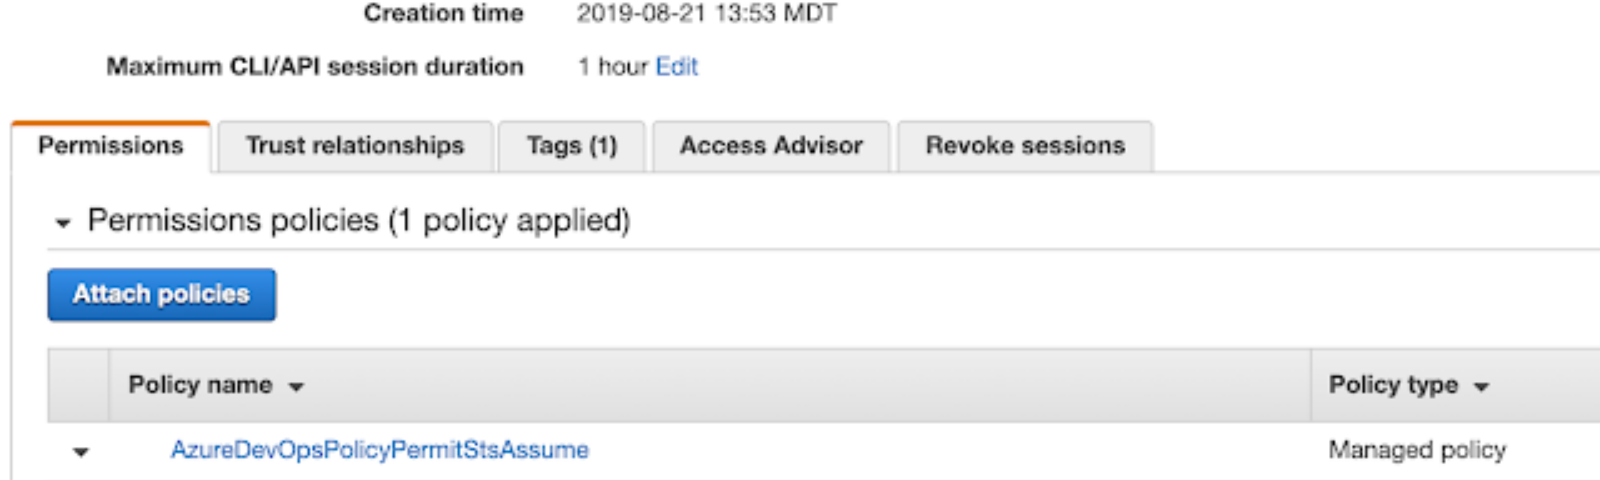 Creation time 2019-08-21 13:53 MDT
Maximum CLI/API session duration 1 hour Edit
Permissions Trust relationships Tags (1) Access Advisor Revoke sessions
Permissions policies (1 policy applied)
Attach policies
Policy name Policy type
AzureDevOpsPolicyPermitStsAssume Managed policy